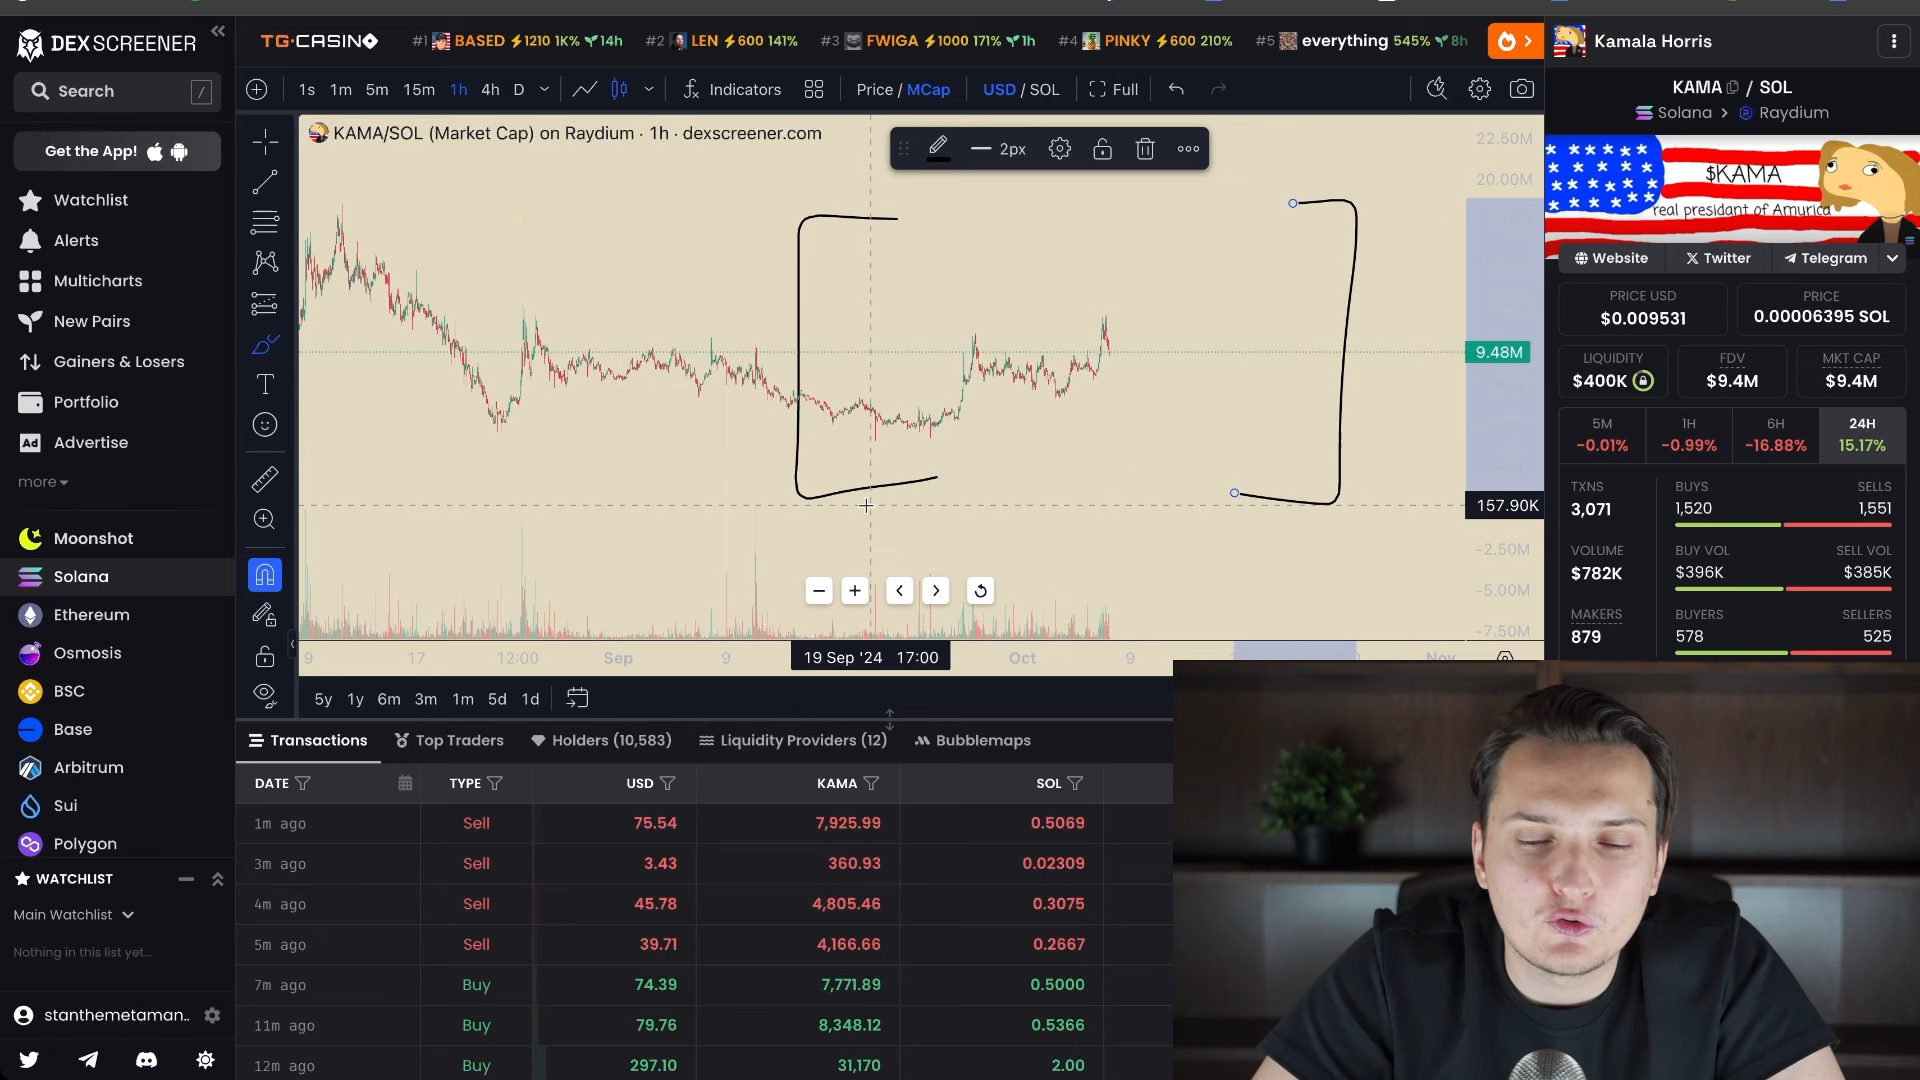 DEX SCREENER
Search /
Get the App!
Watchlist
Alerts
Multicharts
New Pairs
Gainers & Losers
Portfolio
Ad Advertise
more
Moonshot
Solana
Ethereum
Osmosis
BSC
Base
Arbitrum
Sui
Polygon
WATCHLIST
Main Watchlist
Nothing in this list yet...
stanthemetaman..
TG·CASINO
#1 BASED 1210 1K% 14h
#2 LEN 600 141%
#3 FWIGA 1000 171% 1h
#4 PINKY 600 210%
#5 everything 545% 8h
1s 1m 5m 15m 1h 4h D
Indicators
Price / MCap
USD / SOL
Full
KAMA/SOL (Market Cap) on Raydium · 1h · dexscreener.com
2px
22.50M
20.00M
9.48M
157.90K
-2.50M
-5.00M
-7.50M
9 17 12:00 Sep 9 19 Sep '24 17:00 Oct 9 Nov
5y 1y 6m 3m 1m 5d 1d
Transactions
Top Traders
Holders (10,583)
Liquidity Providers (12)
Bubblemaps
DATE TYPE USD KAMA SOL
1m ago Sell 75.54 7,925.99 0.5069
3m ago Sell 3.43 360.93 0.02309
4m ago Sell 45.78 4,805.46 0.3075
5m ago Sell 39.71 4,166.66 0.2667
7m ago Buy 74.39 7,771.89 0.5000
11m ago Buy 79.76 8,348.12 0.5366
12m ago Buy 297.10 31,170 2.00
Kamala Horris
KAMA / SOL
Solana > Raydium
$KAMA
real presidant of Amurica
Website
Twitter
Telegram
PRICE USD
$0.009531
PRICE
0.00006395 SOL
LIQUIDITY
$400K
FDV
$9.4M
MKT CAP
$9.4M
5M 1H 6H 24H
-0.01% -0.99% -16.88% 15.17%
TXNS
3,071
BUYS SELLS
1,520 1,551
VOLUME
$782K
BUY VOL SELL VOL
$396K $385K
MAKERS
879
BUYERS SELLERS
578 525